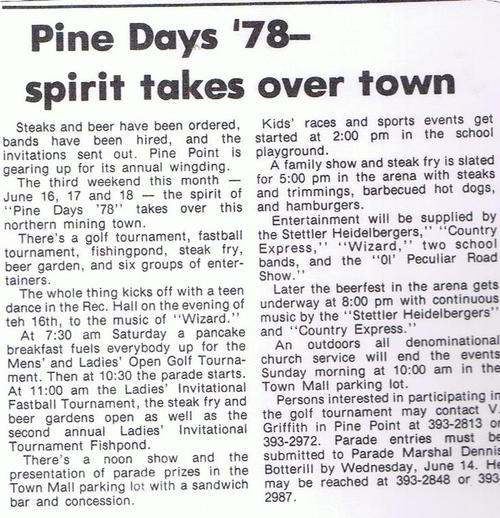 Pine Days '78–
spirit takes over town
Steaks and beer have been ordered,
bands have been hired, and the
invitations sent out. Pine Point is
gearing up for its annual wingding.
The third weekend this month —
June 16, 17 and 18 — the spirit of
"Pine Days '78" takes over this
northern mining town.
There's a golf tournament, fastball
tournament, fishingpond, steak fry,
beer garden, and six groups of enter-
tainers.
The whole thing kicks off with a teen
dance in the Rec. Hall on the evening of
teh 16th, to the music of "Wizard."
At 7:30 am Saturday a pancake
breakfast fuels everybody up for the
Mens' and Ladies' Open Golf Tourna-
ment. Then at 10:30 the parade starts.
At 11:00 am the Ladies' Invitational
Fastball Tournament, the steak fry and
beer gardens open as well as the
second annual Ladies' Invitational
Tournament Fishpond.
There's a noon show and the
presentation of parade prizes in the
Town Mall parking lot with a sandwich
bar and concession.
Kids' races and sports events get
started at 2:00 pm in the school
playground.
A family show and steak fry is slated
for 5:00 pm in the arena with steaks
and trimmings, barbecued hot dogs,
and hamburgers.
Entertainment will be supplied by
the Stettler Heidelbergers," "Country
Express," "Wizard," two school
bands, and the "Ol' Peculiar Road
Show."
Later the beerfest in the arena gets
underway at 8:00 pm with continuous
music by the "Stettler Heidelbergers"
and "Country Express."
An outdoors all denominational
church service will end the events
Sunday morning at 10:00 am in the
Town Mall parking lot.
Persons interested in participating in
the golf tournament may contact V.
Griffith in Pine Point at 393-2813 or
393-2972. Parade entries must be
submitted to Parade Marshal Dennis
Botterill by Wednesday, June 14. He
may be reached at 393-2848 or 393-
2987.